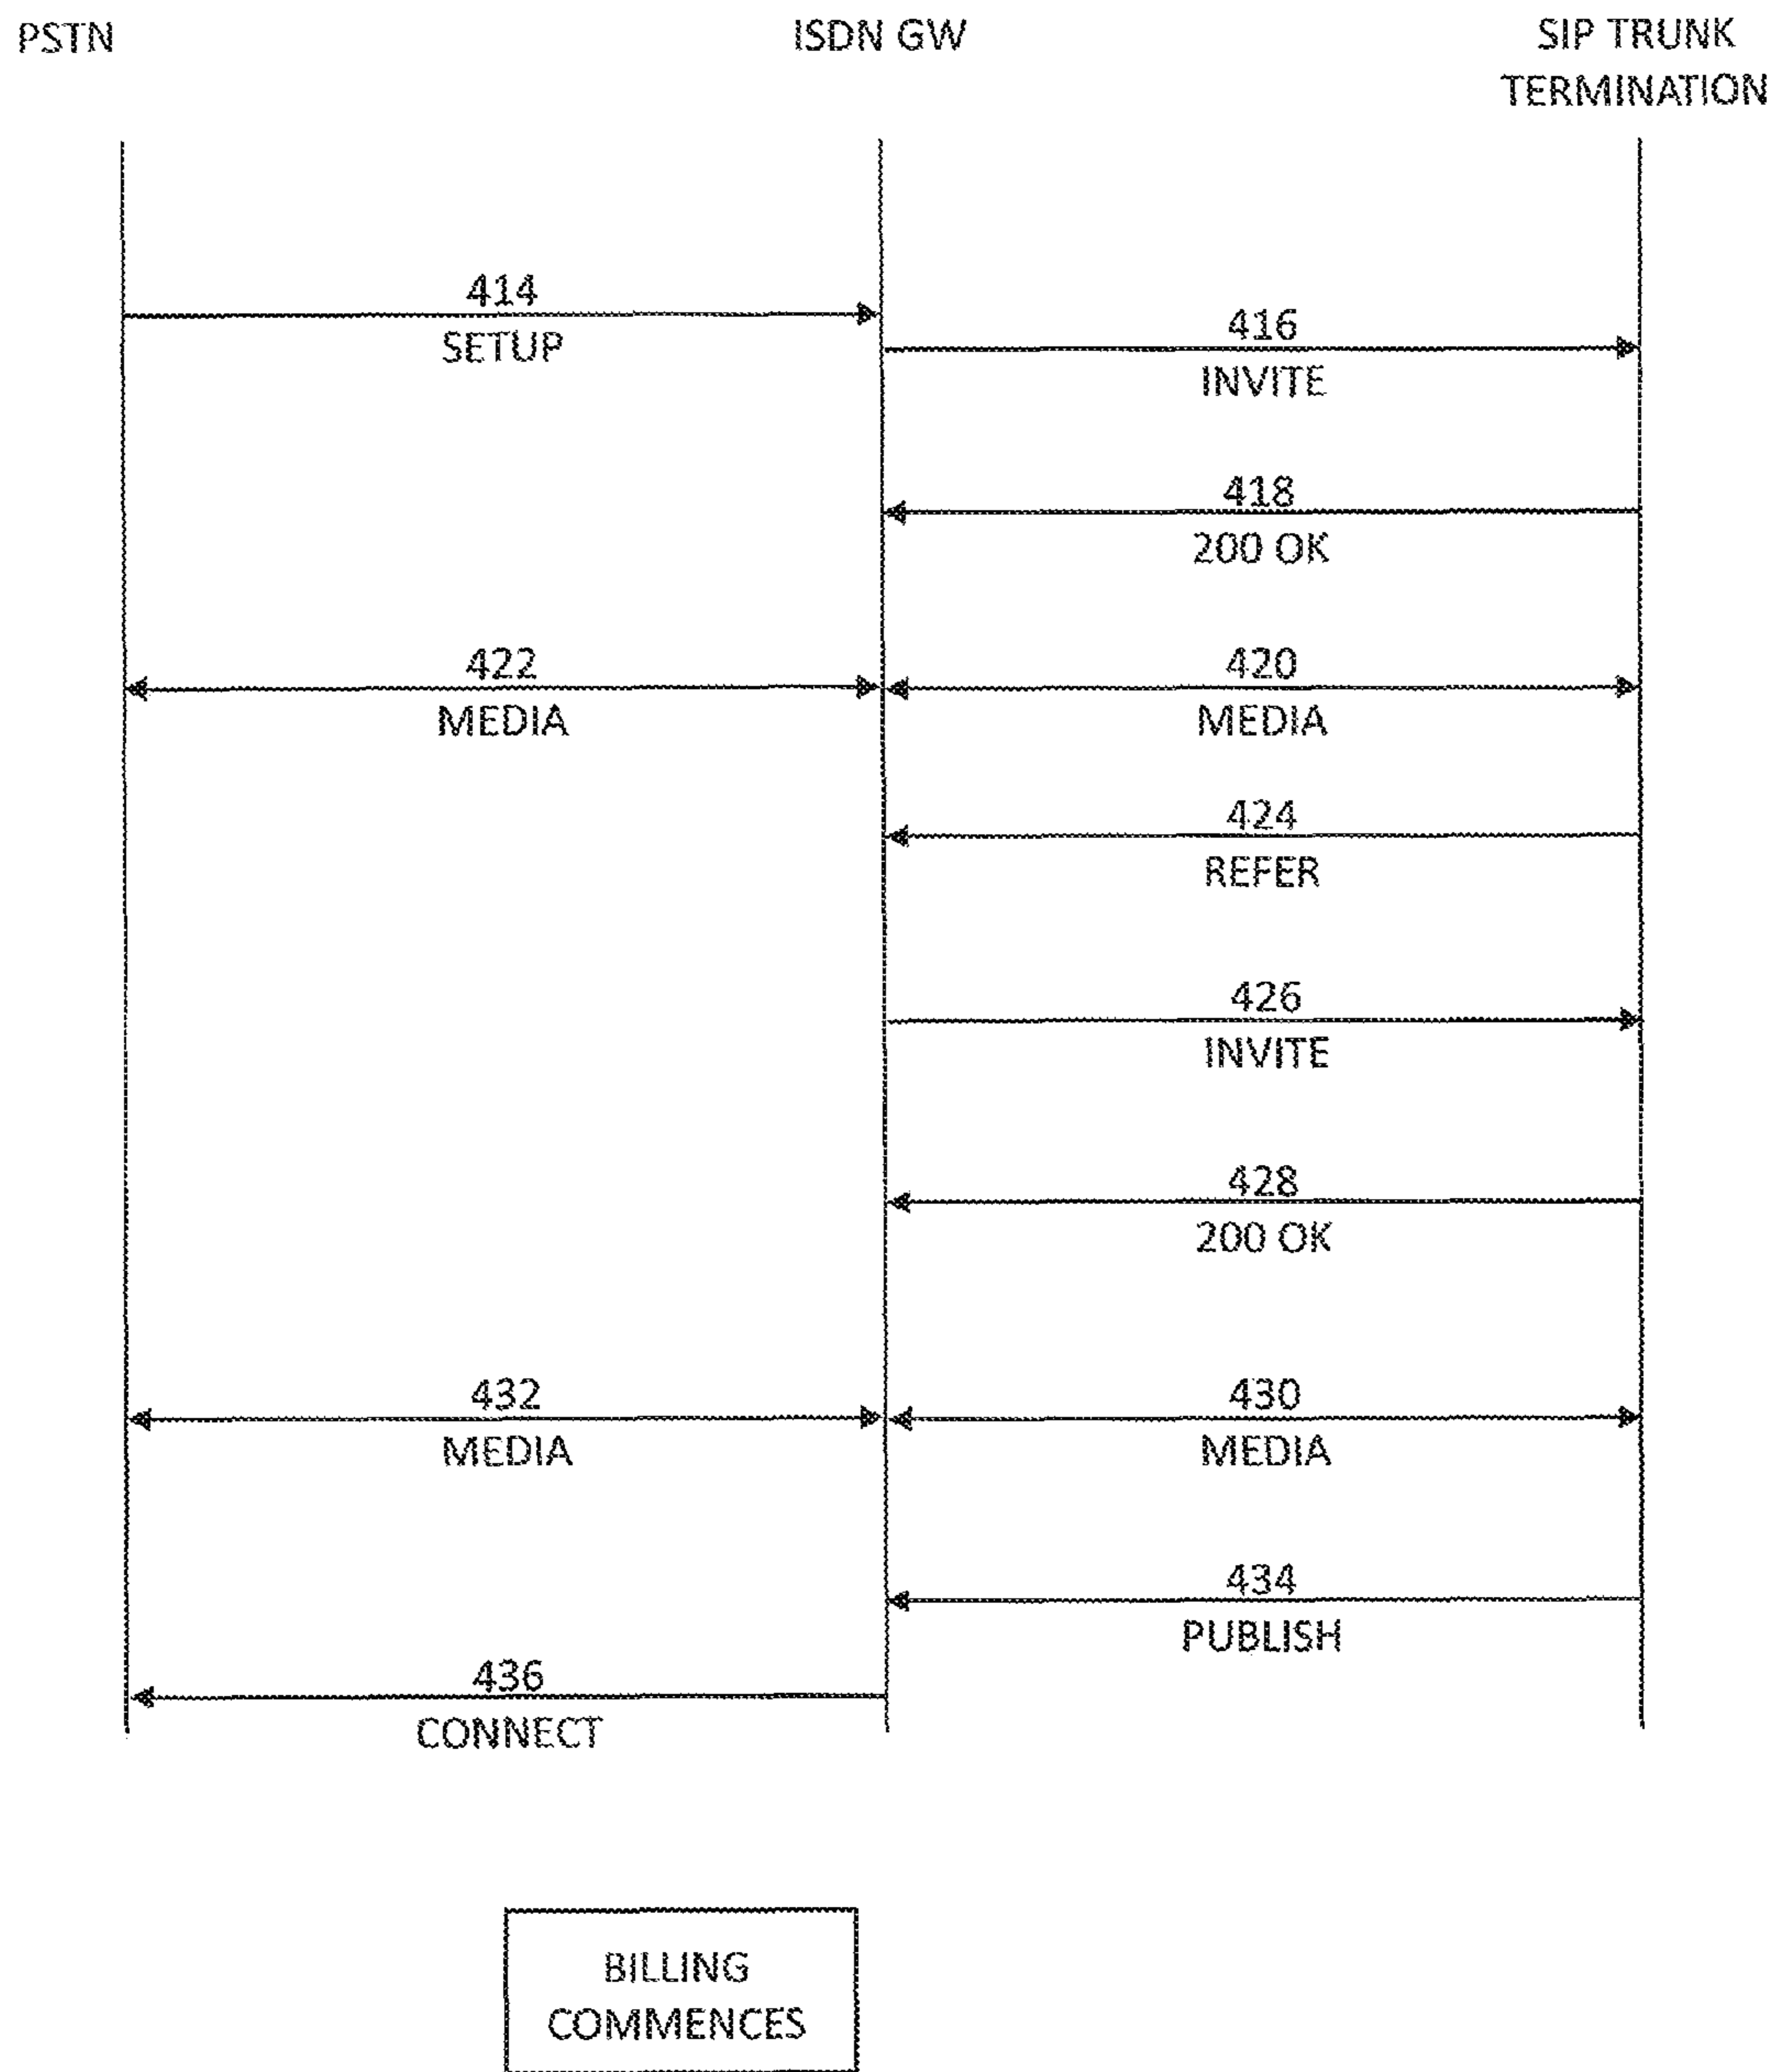 PSTN
ISDN GW
SIP TRUNK
TERMINATION
414
SETUP
416
INVITE
418
200 OK
422
MEDIA
420
MEDIA
424
REFER
426
INVITE
428
200 OK
432
MEDIA
430
MEDIA
434
PUBLISH
436
CONNECT
BILLING
COMMENCES